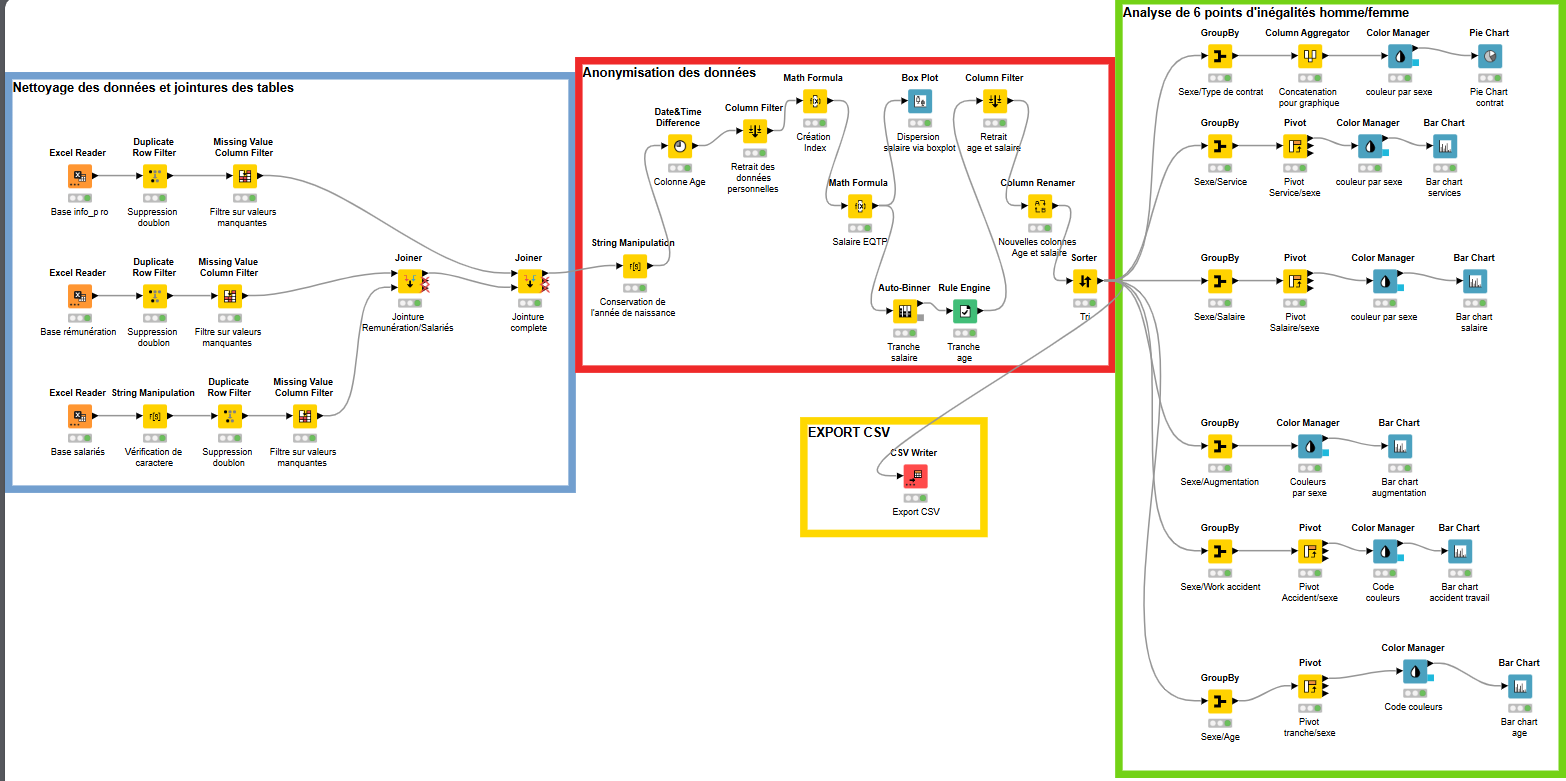 Nettoyage des données et jointures des tables
Excel Reader
Base info_p ro
Duplicate
Row Filter
Suppression
doublon
Missing Value
Column Filter
Filtre sur valeurs
manquantes
Excel Reader
Base rémunération
Duplicate
Row Filter
Suppression
doublon
Missing Value
Column Filter
Filtre sur valeurs
manquantes
Excel Reader
Base salariés
String Manipulation
Vérification de
caractere
Duplicate
Row Filter
Suppression
doublon
Missing Value
Column Filter
Filtre sur valeurs
manquantes
Joiner
Jointure
Remunération/Salariés
Joiner
Jointure
complete
Anonymisation des données
String Manipulation
Conservation de
l'année de naissance
Date&Time
Difference
Colonne Age
Column Filter
Retrait des
données
personnelles
Math Formula
Création
Index
Math Formula
Salaire EQTP
Box Plot
Dispersion
salaire via boxplot
Auto-Binner
Tranche
salaire
Rule Engine
Tranche
age
Column Filter
Retrait
age et salaire
Column Renamer
Nouvelles colonnes
Age et salaire
Sorter
Tri
EXPORT CSV
CSV Writer
Export CSV
Analyse de 6 points d'inégalités homme/femme
GroupBy
Sexe/Type de contrat
Column Aggregator
Concatenation
pour graphique
Color Manager
couleur par sexe
Pie Chart
Pie Chart
contrat
GroupBy
Sexe/Service
Pivot
Pivot
Service/sexe
Color Manager
couleur par sexe
Bar Chart
Bar chart
services
GroupBy
Sexe/Salaire
Pivot
Pivot
Salaire/sexe
Color Manager
couleur par sexe
Bar Chart
Bar chart
salaire
GroupBy
Sexe/Augmentation
Color Manager
Couleurs
par sexe
Bar Chart
Bar chart
augmentation
GroupBy
Sexe/Work accident
Pivot
Pivot
Accident/sexe
Color Manager
Code
couleurs
Bar Chart
Bar chart
accident travail
GroupBy
Sexe/Age
Pivot
Pivot
tranche/sexe
Color Manager
Code couleurs
Bar Chart
Bar chart
age